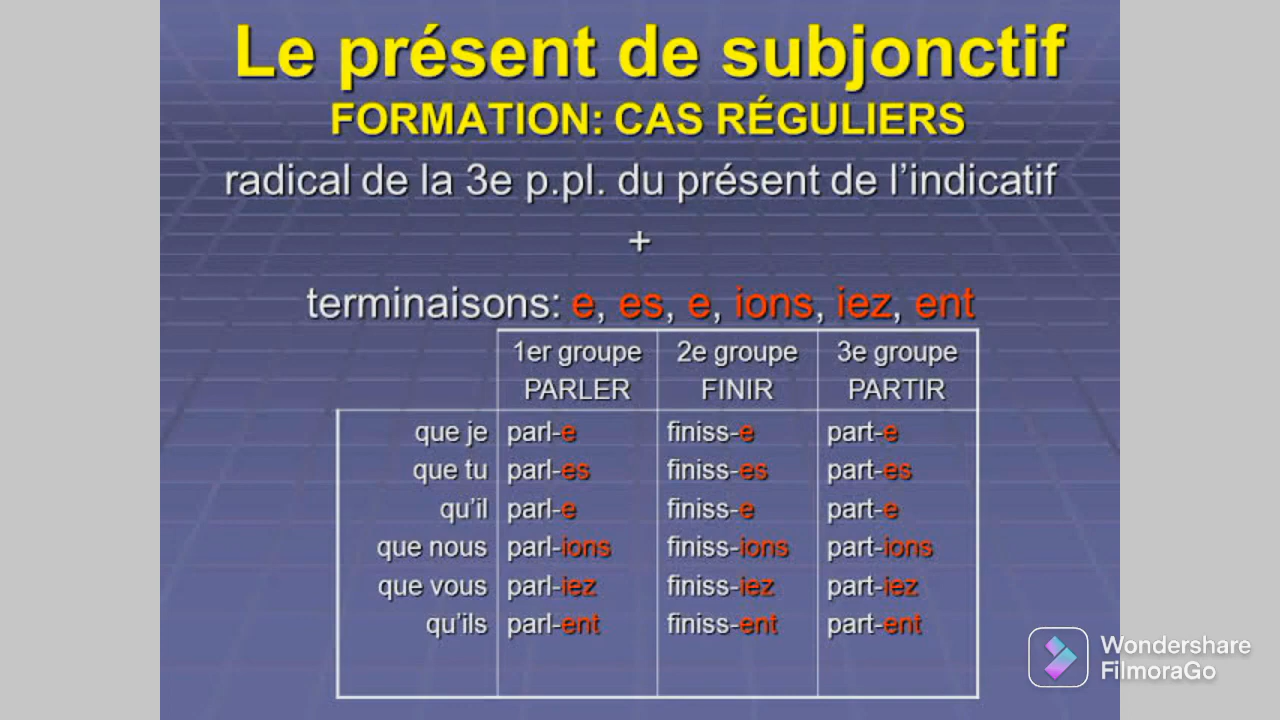 Le présent de subjonctif
FORMATION: CAS RÉGULIERS
radical de la 3e p.pl. du présent de l’indicatif
+
terminaisons: e, es, e, ions, iez, ent
1er groupe 2e groupe 3e groupe
PARLER FINIR PARTIR
que je parl-e finiss-e part-e
que tu parl-es finiss-es part-es
qu’il parl-e finiss-e part-e
que nous parl-ions finiss-ions part-ions
que vous parl-iez finiss-iez part-iez
qu’ils parl-ent finiss-ent part-ent
Wondershare
FilmoraGo